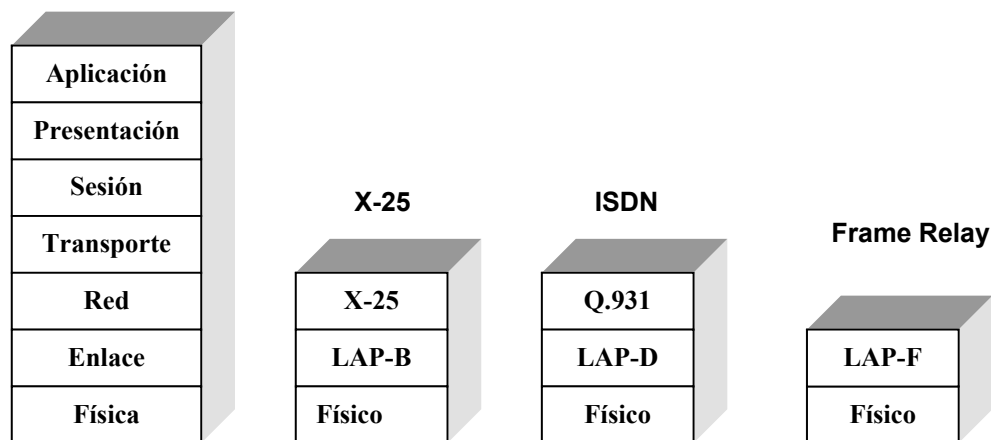 Aplicación
Presentación
Sesión
Transporte
Red
Enlace
Física
X-25
X-25
LAP-B
Físico
ISDN
Q.931
LAP-D
Físico
Frame Relay
LAP-F
Físico